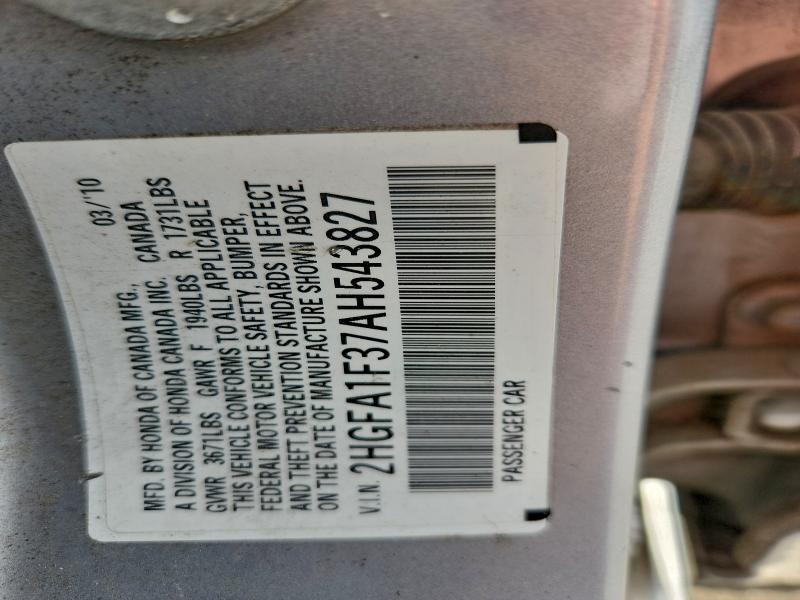 MFD. BY HONDA OF CANADA MFG., 03/'10
A DIVISION OF HONDA CANADA INC. CANADA
GVWR 3671LBS GAWR F 1940LBS R 1731LBS
THIS VEHICLE CONFORMS TO ALL APPLICABLE
FEDERAL MOTOR VEHICLE SAFETY, BUMPER,
AND THEFT PREVENTION STANDARDS IN EFFECT
ON THE DATE OF MANUFACTURE SHOWN ABOVE.
V.I.N. 2HGFA1F37AH543827
PASSENGER CAR